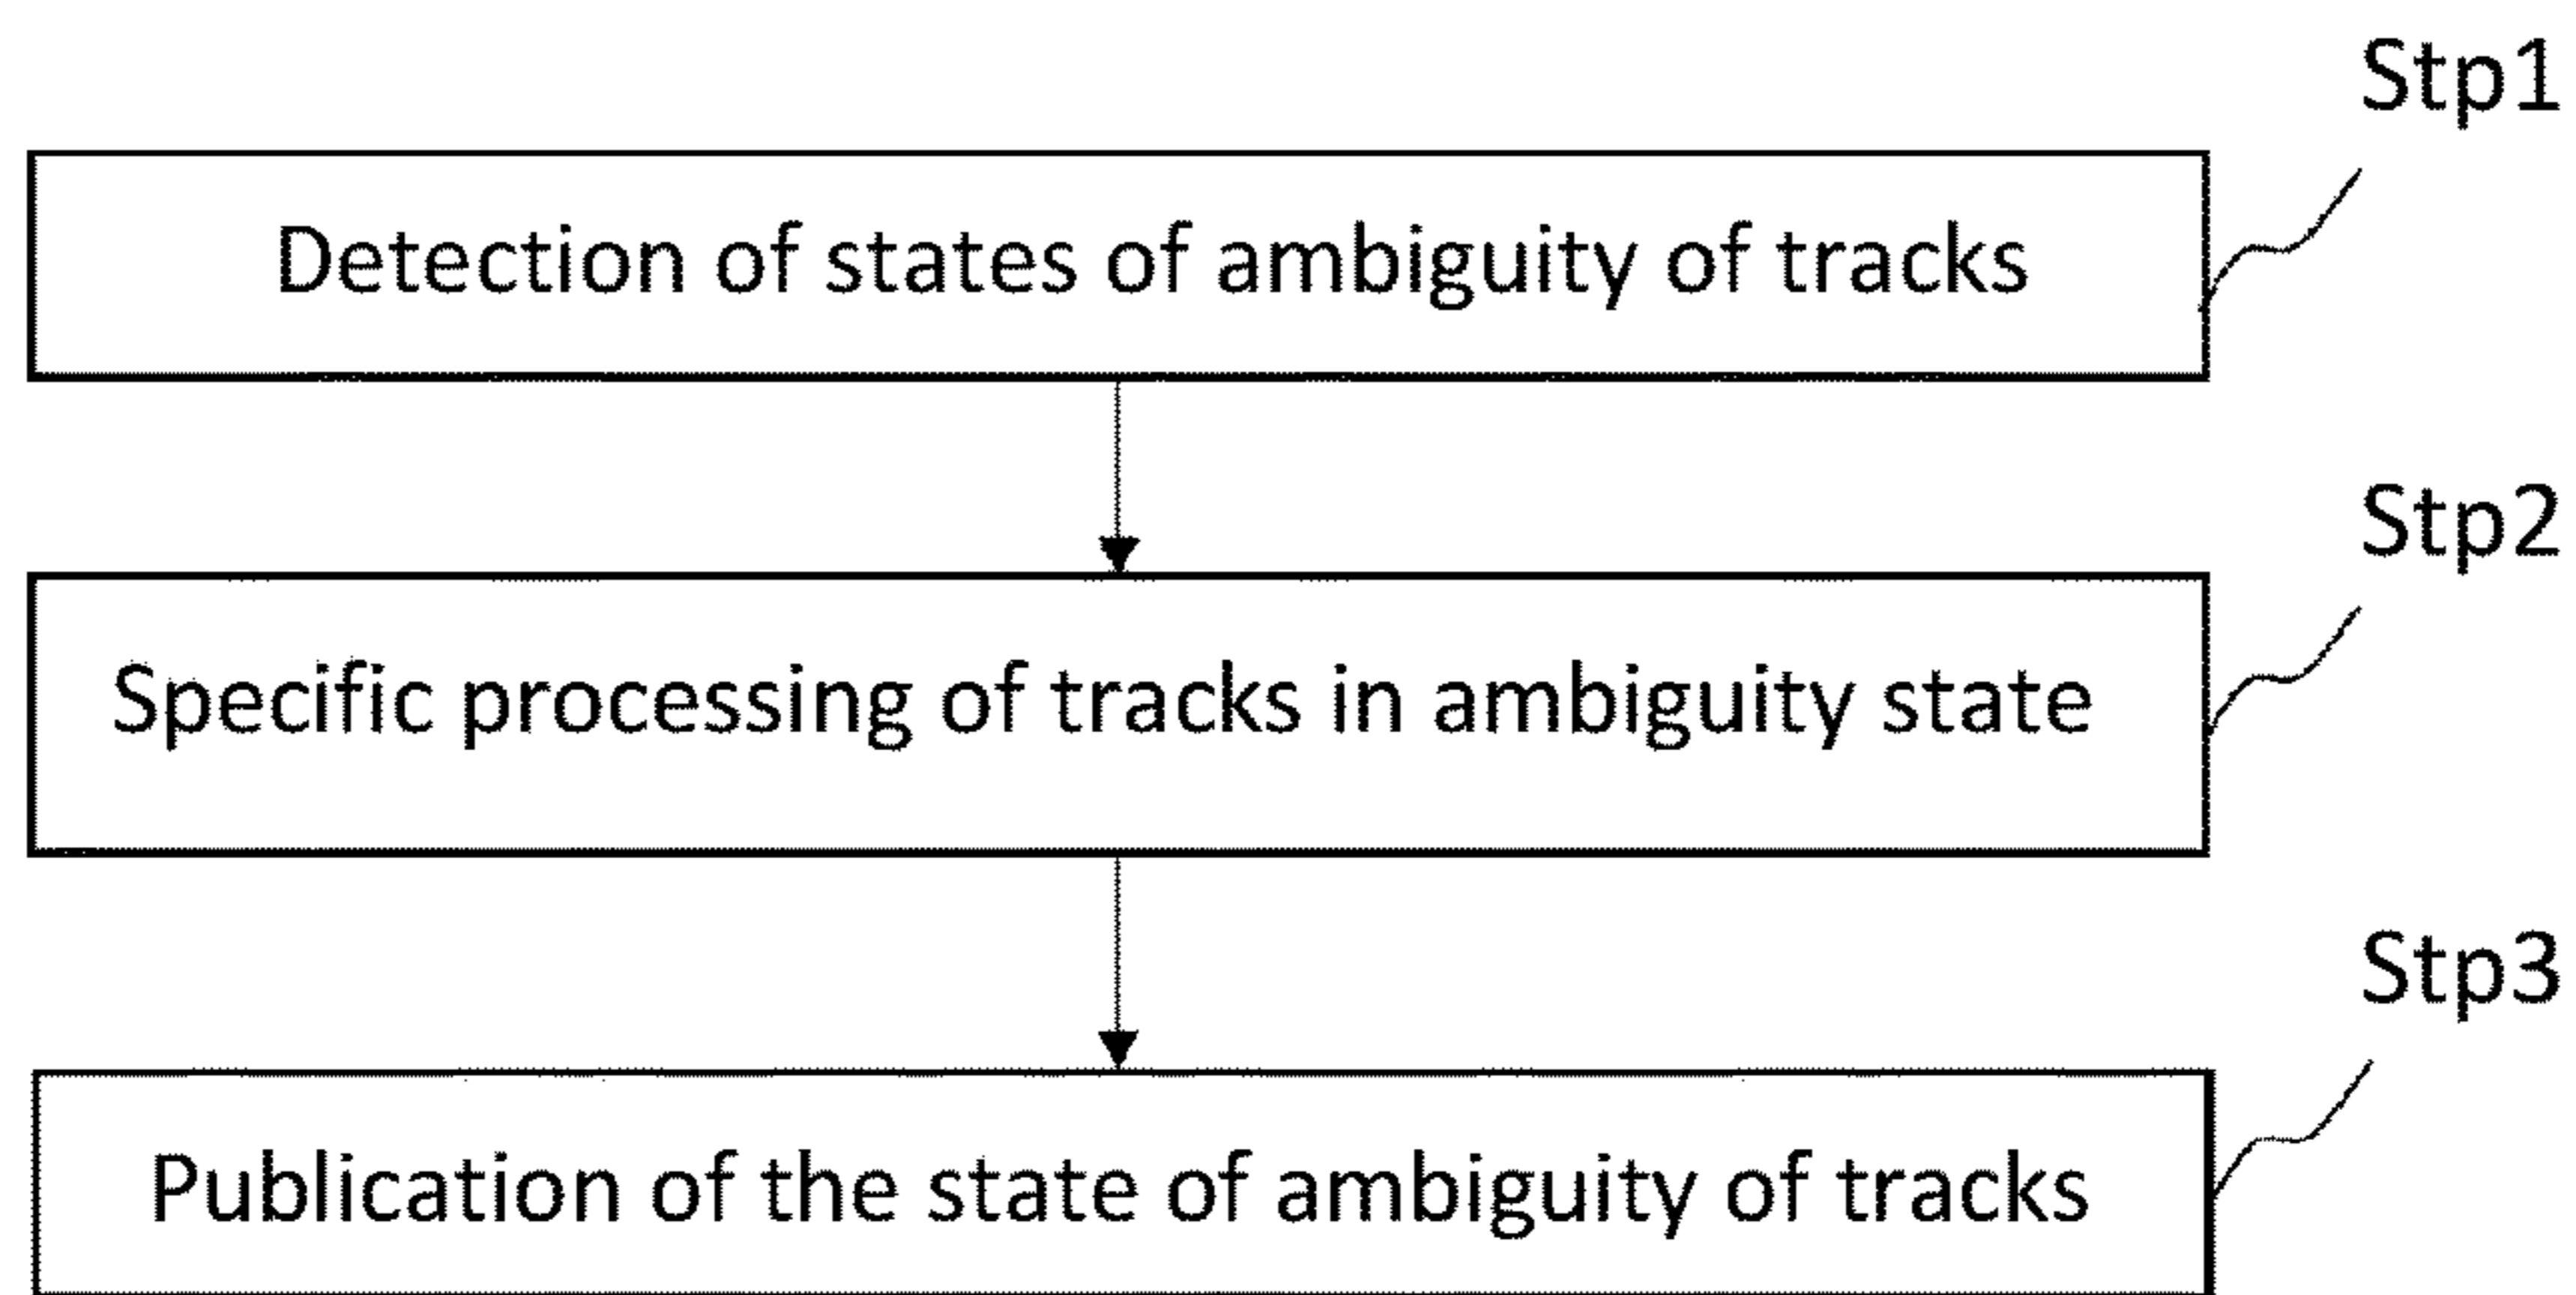 Stp1
Detection of states of ambiguity of tracks
Stp2
Specific processing of tracks in ambiguity state
Stp3
Publication of the state of ambiguity of tracks